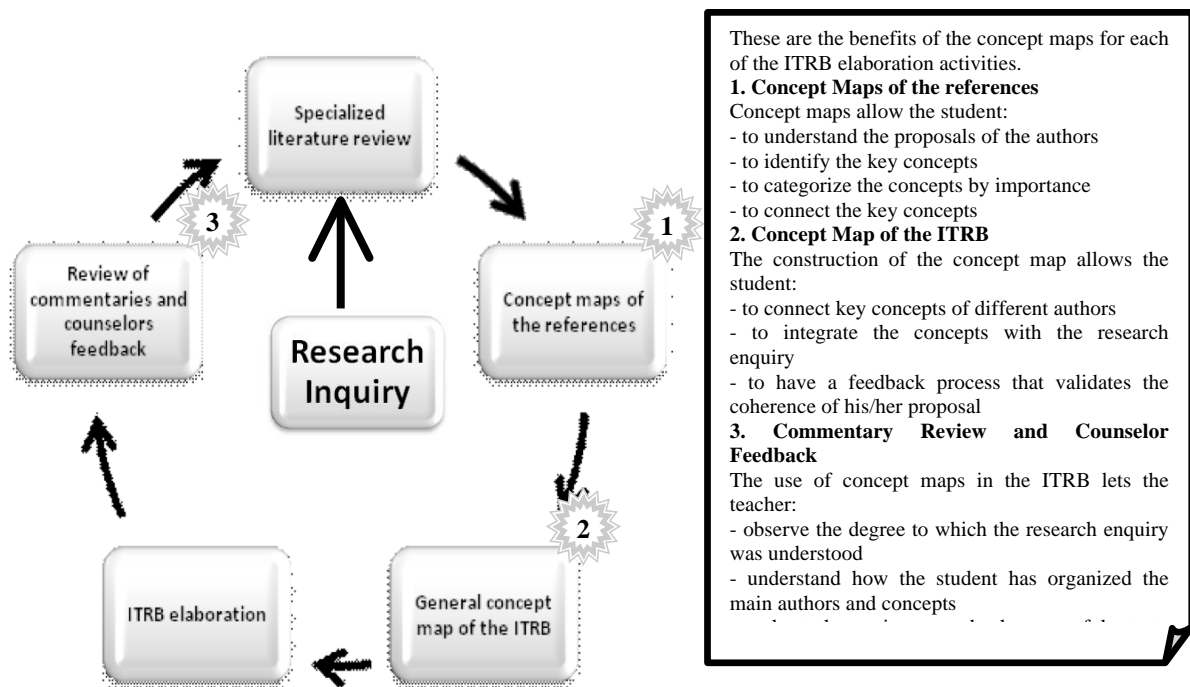 Specialized
literature review
3
1
Review of
commentaries and
counselors
feedback
Concept maps of
the references
Research
Inquiry
2
ITRB elaboration
General concept
map of the ITRB
These are the benefits of the concept maps for each
of the ITRB elaboration activities.
1. Concept Maps of the references
Concept maps allow the student:
- to understand the proposals of the authors
- to identify the key concepts
- to categorize the concepts by importance
- to connect the key concepts
2. Concept Map of the ITRB
The construction of the concept map allows the
student:
- to connect key concepts of different authors
- to integrate the concepts with the research
enquiry
- to have a feedback process that validates the
coherence of his/her proposal
3. Commentary Review and Counselor
Feedback
The use of concept maps in the ITRB lets the
teacher:
- observe the degree to which the research enquiry
was understood
- understand how the student has organized the
main authors and concepts